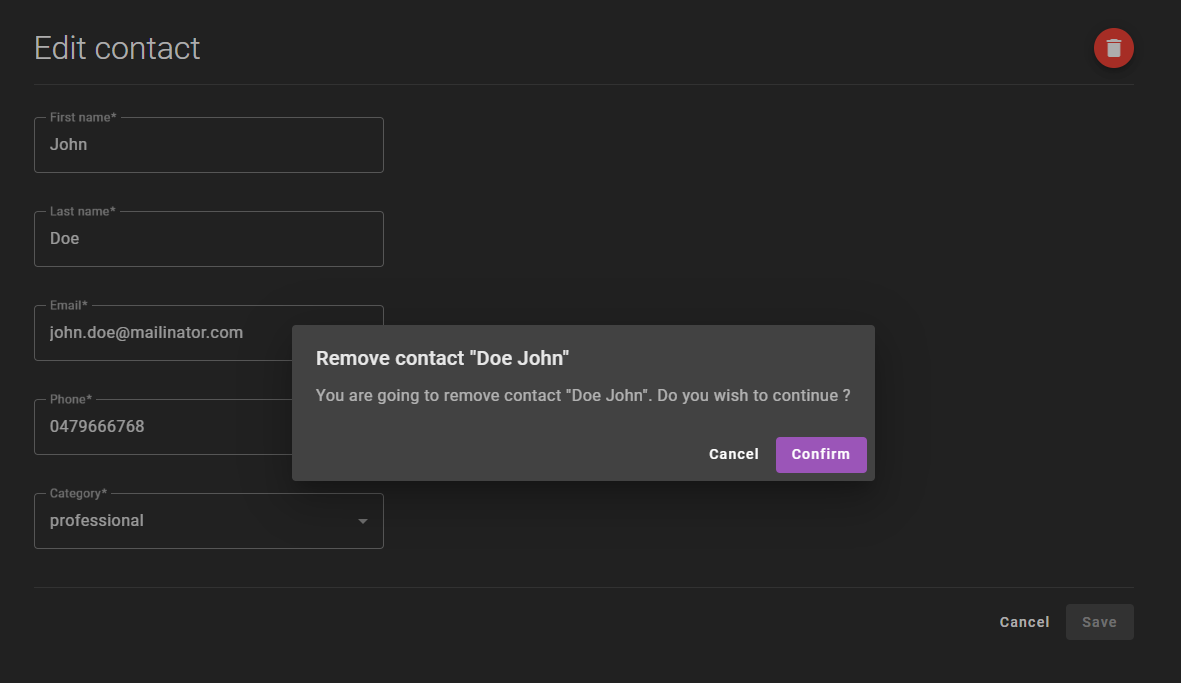 Edit contact
First name*
John
Last name*
Doe
Email*
john.doe@mailinator.com
Remove contact "Doe John"
You are going to remove contact "Doe John". Do you wish to continue ?
Cancel
Confirm
Phone*
0479666768
Category*
professional
Cancel
Save